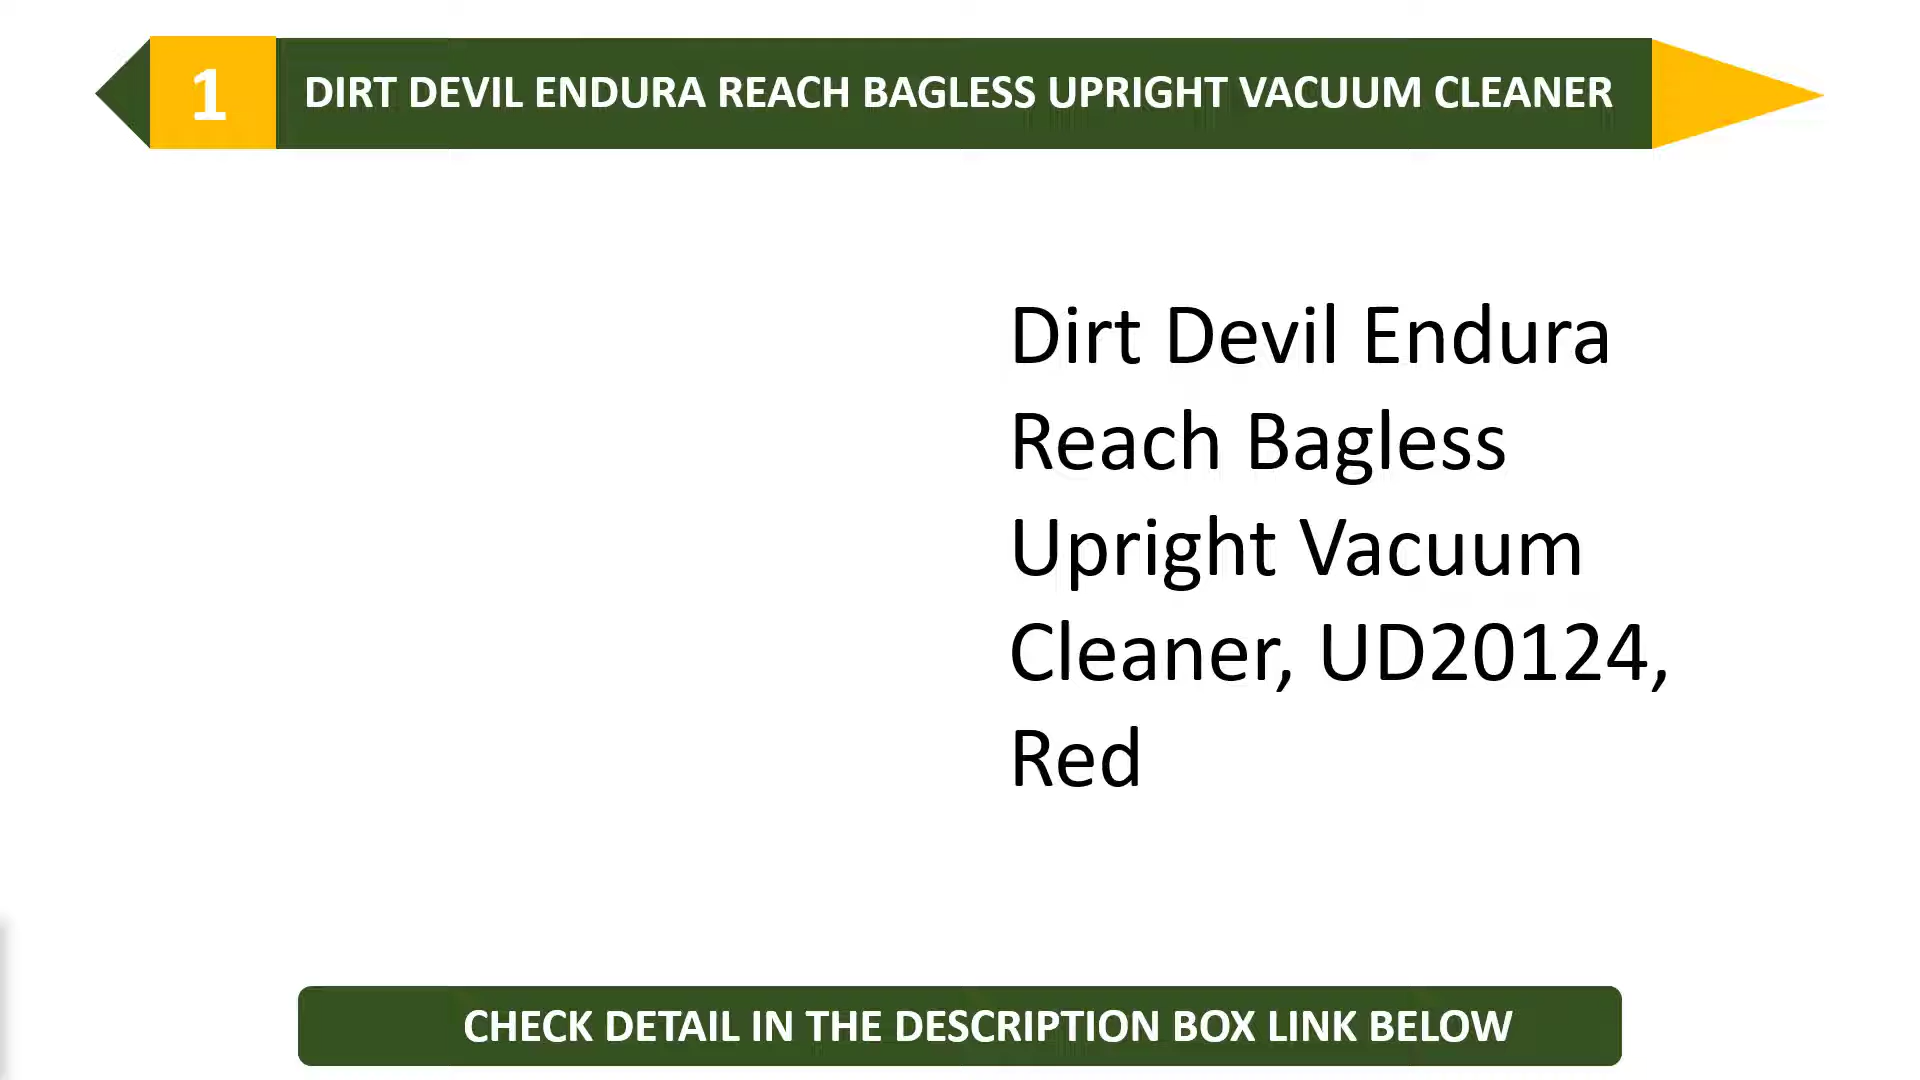 1
DIRT DEVIL ENDURA REACH BAGLESS UPRIGHT VACUUM CLEANER
Dirt Devil Endura
Reach Bagless
Upright Vacuum
Cleaner, UD20124,
Red
CHECK DETAIL IN THE DESCRIPTION BOX LINK BELOW